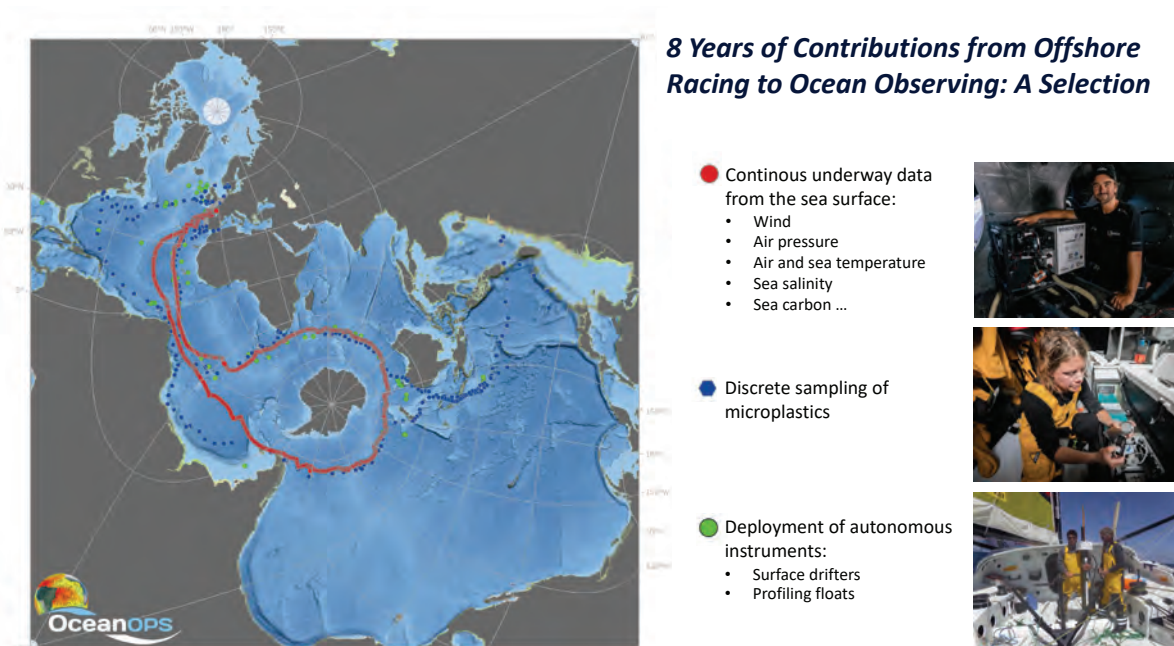 8 Years of Contributions from Offshore
Racing to Ocean Observing: A Selection
Continous underway data
from the sea surface:
• Wind
• Air pressure
• Air and sea temperature
• Sea salinity
• Sea carbon ...
Discrete sampling of
microplastics
Deployment of autonomous
instruments:
• Surface drifters
• Profiling floats
OceanOPS